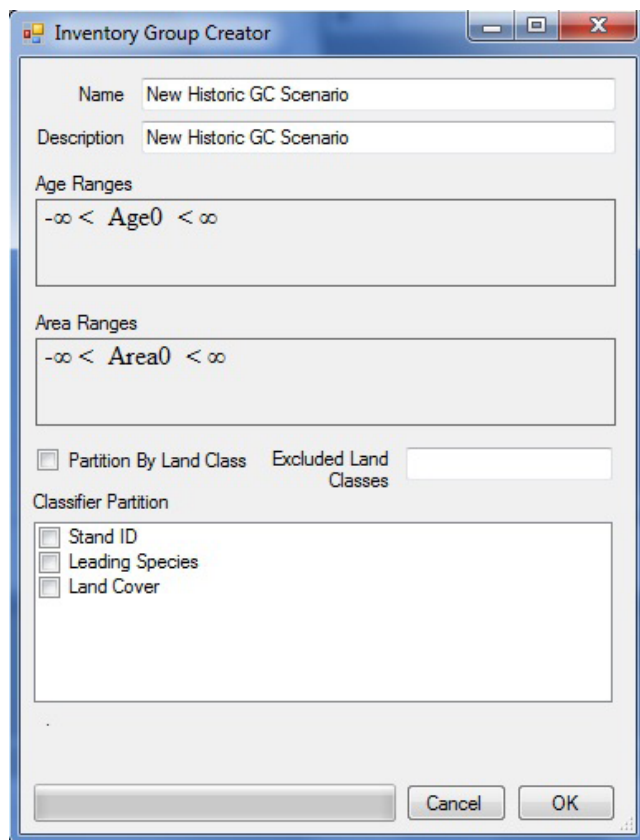 Inventory Group Creator
Name New Historic GC Scenario
Description New Historic GC Scenario
Age Ranges
-∞ < Age0 < ∞
Area Ranges
-∞ < Area0 < ∞
Partition By Land Class Excluded Land
Classes
Classifier Partition
Stand ID
Leading Species
Land Cover
.
Cancel OK